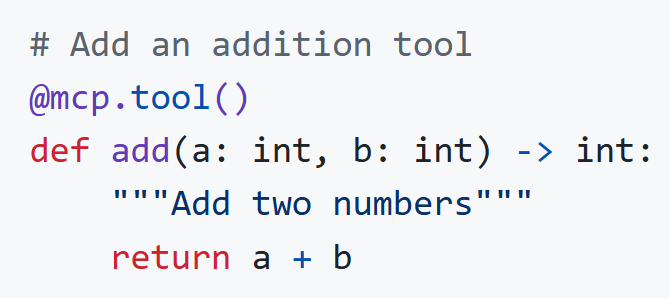 # Add an addition tool
@mcp.tool()
def add(a: int, b: int) -> int:
    """Add two numbers"""
    return a + b